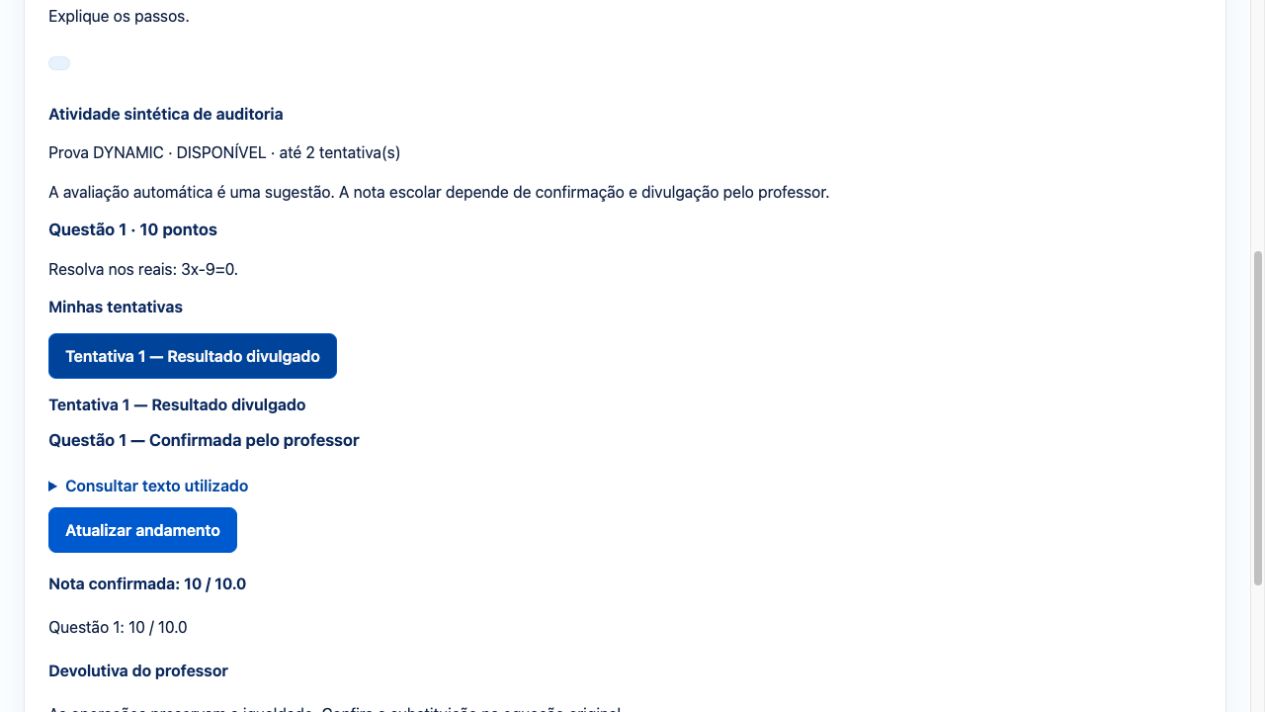 Explique os passos.
Atividade sintética de auditoria
Prova DYNAMIC · DISPONÍVEL · até 2 tentativa(s)
A avaliação automática é uma sugestão. A nota escolar depende de confirmação e divulgação pelo professor.
Questão 1 · 10 pontos
Resolva nos reais: 3x-9=0.
Minhas tentativas
Tentativa 1 — Resultado divulgado
Tentativa 1 — Resultado divulgado
Questão 1 — Confirmada pelo professor
Consultar texto utilizado
Atualizar andamento
Nota confirmada: 10 / 10.0
Questão 1: 10 / 10.0
Devolutiva do professor